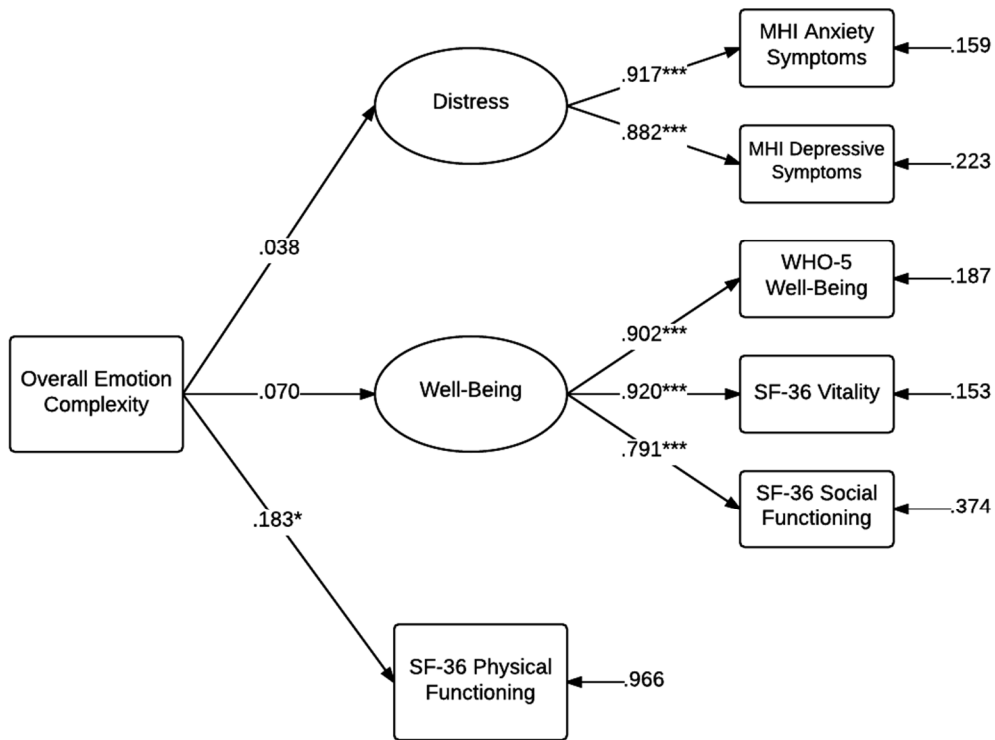 MHI Anxiety
Symptoms
.159
.917***
Distress
.882***
MHI Depressive
Symptoms
.223
.038
WHO-5
Well-Being
.187
.902***
Overall Emotion
Complexity
.070
Well-Being
.920***
SF-36 Vitality
.153
.791***
SF-36 Social
Functioning
.374
.183*
SF-36 Physical
Functioning
.966